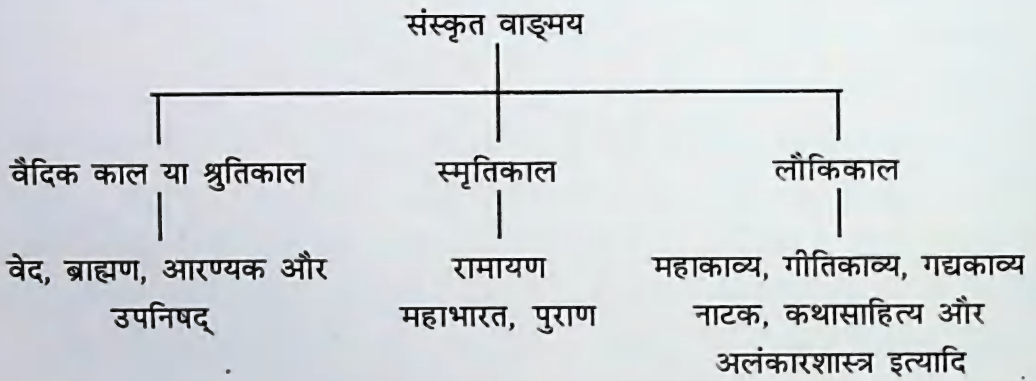 संस्कृत वाङ्मय
वैदिक काल या श्रुतिकाल
स्मृतिकाल
लौकिकाल
वेद, ब्राह्मण, आरण्यक और
उपनिषद्
रामायण
महाभारत, पुराण
महाकाव्य, गीतिकाव्य, गद्यकाव्य
नाटक, कथासाहित्य और
अलंकारशास्त्र इत्यादि